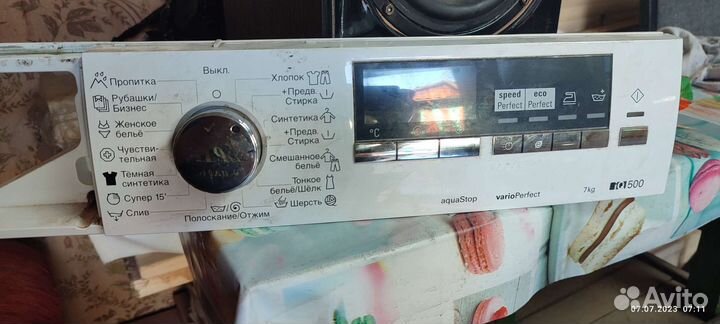 Выкл.
Пропитка
Рубашки/
Бизнес
Женское
бельё
Чувстви-
тельная
Тёмная
синтетика
Супер 15'
Слив
Полоскание/Отжим
Хлопок
+Предв.
Стирка
Синтетика
+Предв.
Стирка
Смешанное
бельё
Тонкое
бельё/Шёлк
Шерсть
°C
speed
Perfect
eco
Perfect
aquaStop
varioPerfect
7kg
iQ500
Avito
07.07.2023 07:11